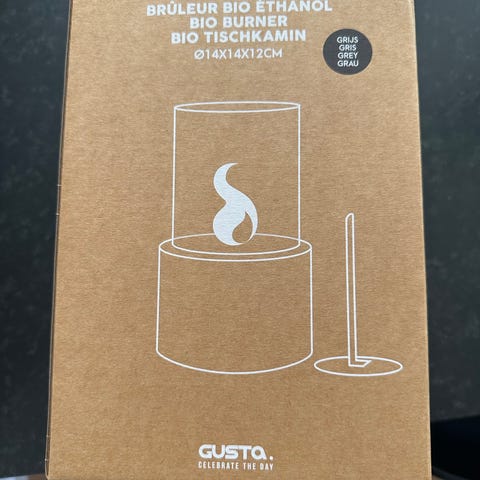 BRÛLEUR BIO ÉTHANOL
BIO BURNER
BIO TISCHKAMIN
Ø14X14X12CM
GRIJS
GRIS
GREY
GRAU
GUSTA.
CELEBRATE THE DAY